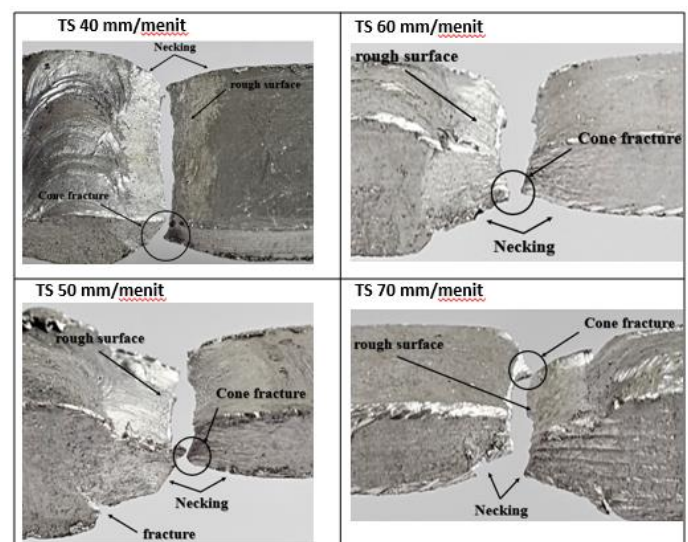 TS 40 mm/menit
Necking
rough surface
Cone fracture
TS 60 mm/menit
rough surface
Cone fracture
Necking
TS 50 mm/menit
rough surface
Cone fracture
Necking
fracture
TS 70 mm/menit
Cone fracture
rough surface
Necking